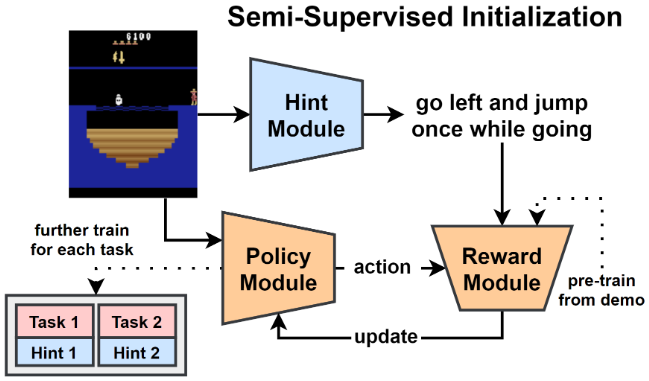 Semi-Supervised Initialization
6100
Hint
Module
go left and jump
once while going
further train
for each task
Policy
Module
action
Reward
Module
pre-train
from demo
update
Task 1
Task 2
Hint 1
Hint 2